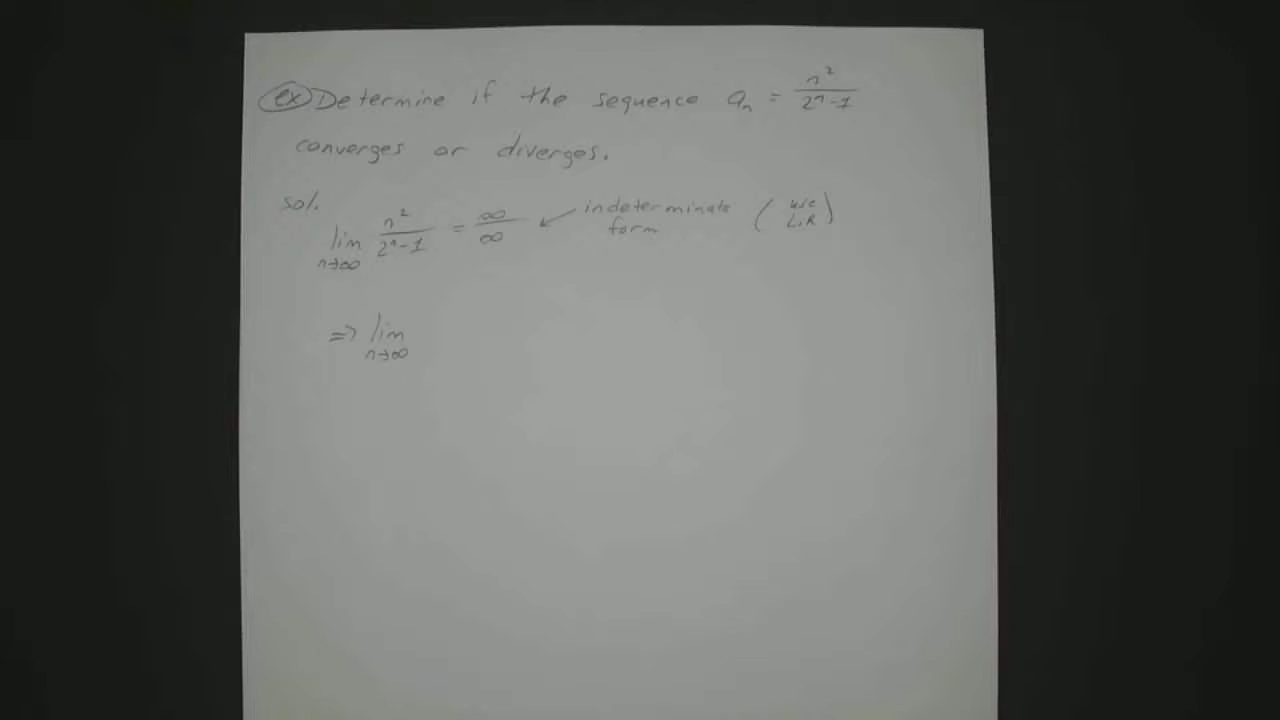 ex Determine if the sequence aₙ = n²/(2ⁿ-1)
converges or diverges.
sol.
lim n→∞ n²/(2ⁿ-1) = ∞/∞ ← indeterminate form (use L.R)
⇒ lim n→∞